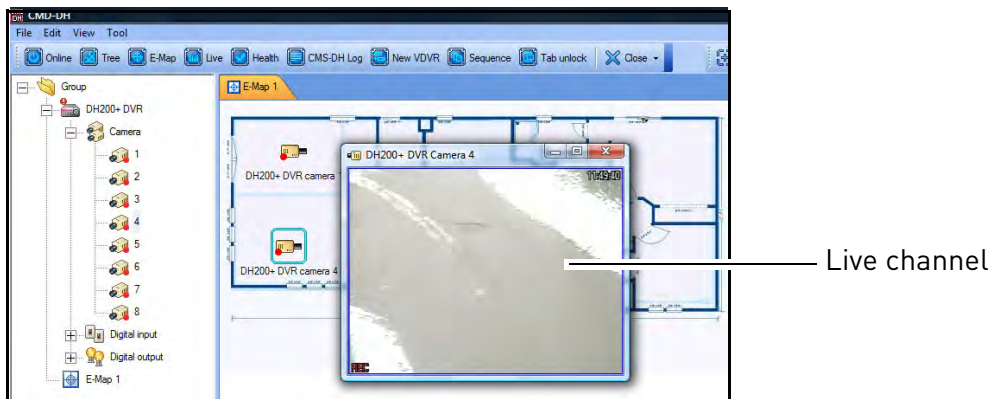 CMD-DH
File Edit View Tool
Online Tree E-Map Live Health CMS-DH Log New VDVR Sequence Tab unlock Close
Group
DH200+ DVR
Camera
1
2
3
4
5
6
7
8
Digital input
Digital output
E-Map 1
E-Map 1
DH200+ DVR camera
DH200+ DVR camera 4
DH200+ DVR Camera 4
11:49:40
REC
Live channel